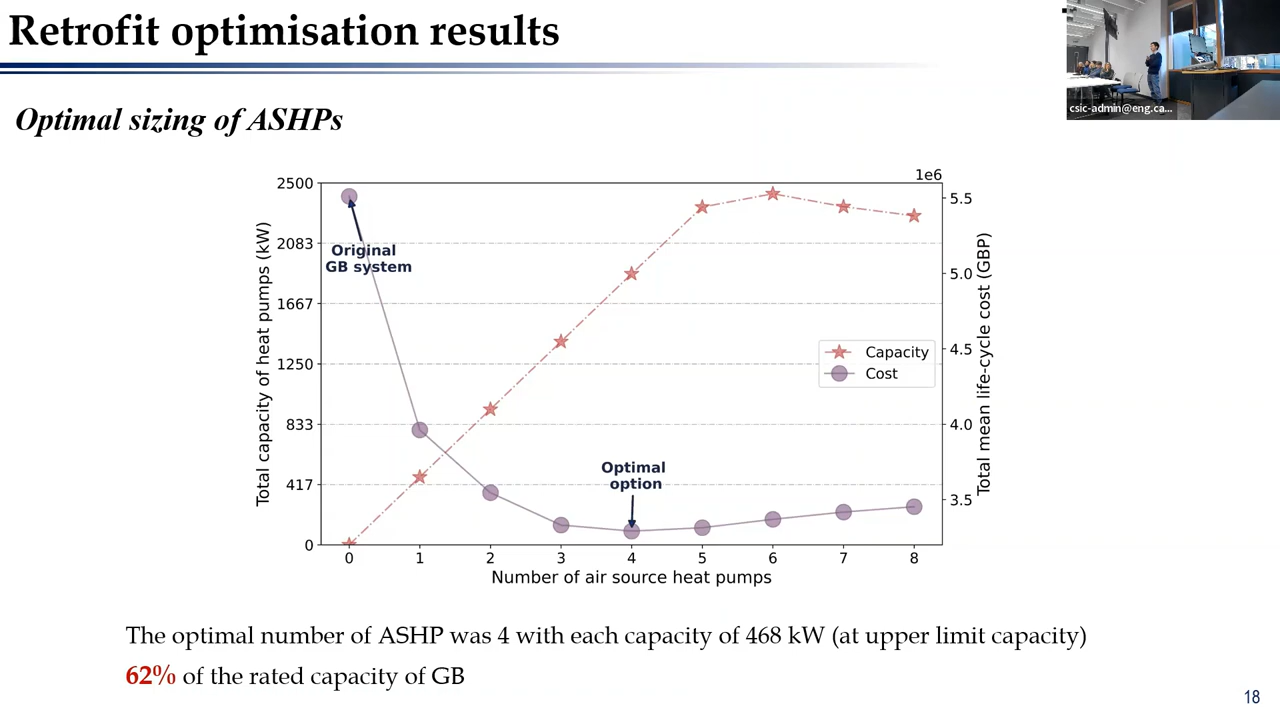 Retrofit optimisation results
csic-admin@eng.ca...
Optimal sizing of ASHPs
1e6
2500
2083
1667
1250
833
417
0
Total capacity of heat pumps (kW)
Original
GB system
Optimal
option
Capacity
Cost
5.5
5.0
4.5
4.0
3.5
Total mean life-cycle cost (GBP)
0 1 2 3 4 5 6 7 8
Number of air source heat pumps
The optimal number of ASHP was 4 with each capacity of 468 kW (at upper limit capacity)
62% of the rated capacity of GB
18